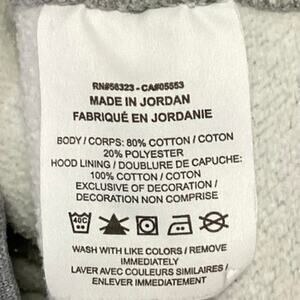 RN#56323 - CA#05553
MADE IN JORDAN
FABRIQUÉ EN JORDANIE
BODY / CORPS: 80% COTTON / COTON
20% POLYESTER
HOOD LINING / DOUBLURE DE CAPUCHE:
100% COTTON / COTON
EXCLUSIVE OF DECORATION /
DECORATION NON COMPRISE
40C
WASH WITH LIKE COLORS / REMOVE
IMMEDIATELY
LAVER AVEC COULEURS SIMILAIRES /
ENLEVER IMMEDIATEMENT